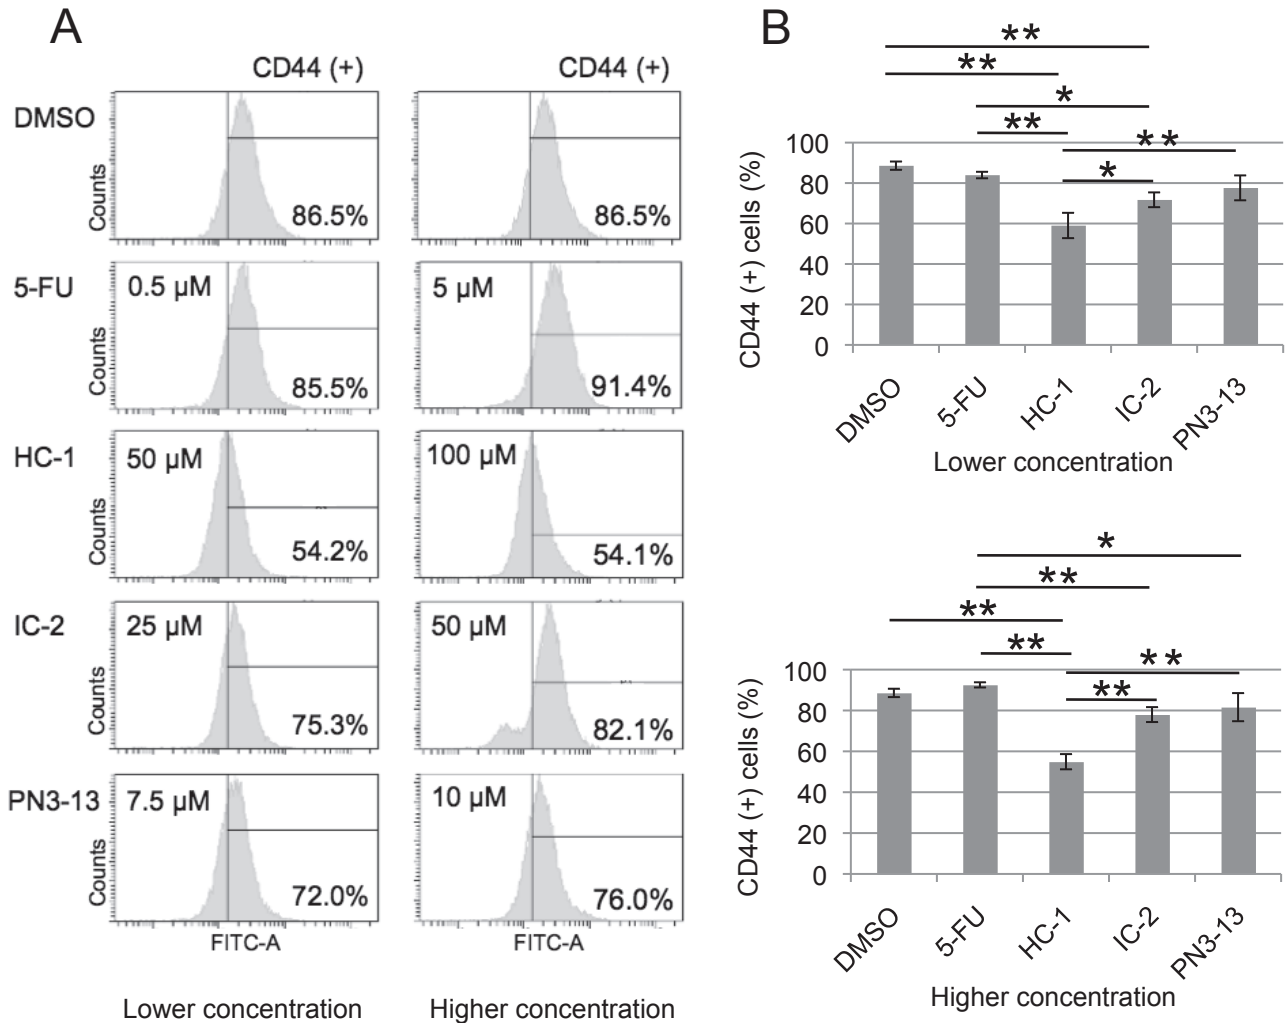 A
CD44 (+)
CD44 (+)
DMSO
Counts
86.5%
86.5%
5-FU
0.5 µM
5 µM
Counts
85.5%
91.4%
HC-1
50 µM
100 µM
Counts
54.2%
54.1%
IC-2
25 µM
50 µM
Counts
75.3%
82.1%
PN3-13
7.5 µM
10 µM
Counts
72.0%
76.0%
FITC-A
FITC-A
Lower concentration
Higher concentration
B
**
**
*
**
**
*
CD44 (+) cells (%)
100
80
60
40
20
0
DMSO
5-FU
HC-1
IC-2
PN3-13
Lower concentration
*
**
**
**
**
**
CD44 (+) cells (%)
100
80
60
40
20
0
DMSO
5-FU
HC-1
IC-2
PN3-13
Higher concentration